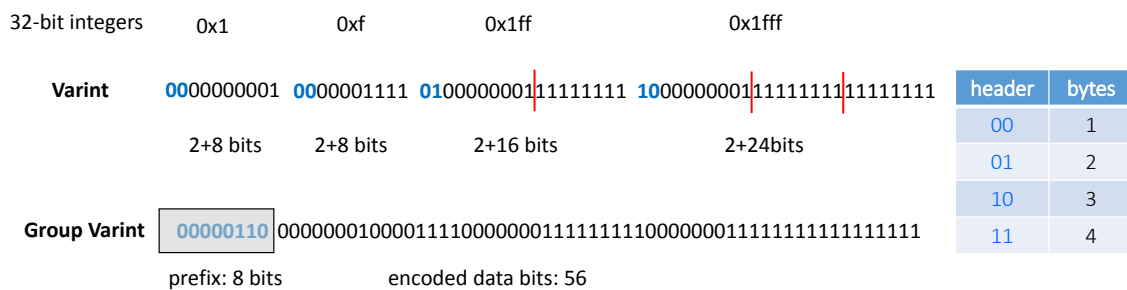 32-bit integers 0x1 0xf 0x1ff 0x1fff
Varint 0000000001 0000001111 010000000111111111 10000000011111111111111111
2+8 bits 2+8 bits 2+16 bits 2+24bits
Group Varint 00000110 00000001000011110000000111111111000000011111111111111111
prefix: 8 bits encoded data bits: 56
header bytes
00 1
01 2
10 3
11 4